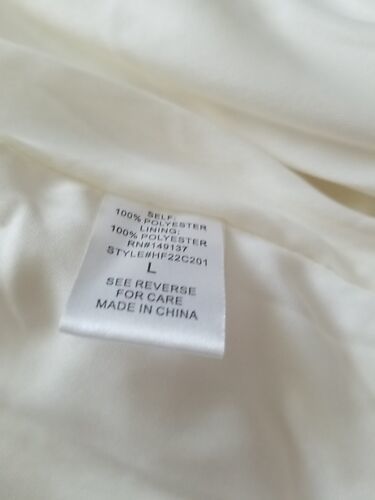 SELF:
100% POLYESTER
LINING:
100% POLYESTER
RN#149137
STYLE#HF22C201
L
SEE REVERSE
FOR CARE
MADE IN CHINA